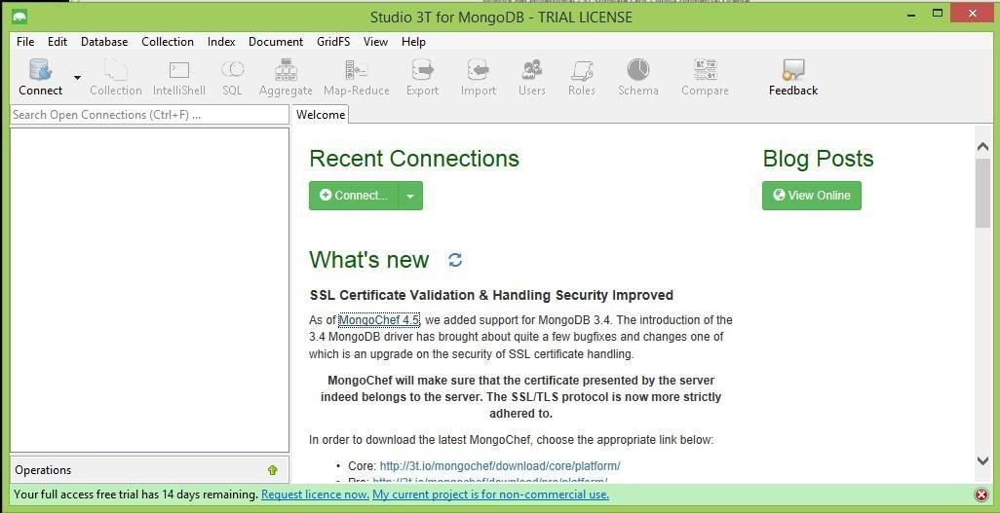 Studio 3T for MongoDB - TRIAL LICENSE
File Edit Database Collection Index Document GridFS View Help
Connect Collection IntelliShell SQL Aggregate Map-Reduce Export Import Users Roles Schema Compare Feedback
Search Open Connections (Ctrl+F) ...
Welcome
Recent Connections
Connect...
Blog Posts
View Online
What's new
SSL Certificate Validation & Handling Security Improved
As of MongoChef 4.5, we added support for MongoDB 3.4. The introduction of the
3.4 MongoDB driver has brought about quite a few bugfixes and changes one of
which is an upgrade on the security of SSL certificate handling.
MongoChef will make sure that the certificate presented by the server
indeed belongs to the server. The SSL/TLS protocol is now more strictly
adhered to.
In order to download the latest MongoChef, choose the appropriate link below:
• Core: http://3t.io/mongochef/download/core/platform/
• Pro: http://3t.io/mongochef/download/pro/platform/
Operations
Your full access free trial has 14 days remaining. Request licence now. My current project is for non-commercial use.